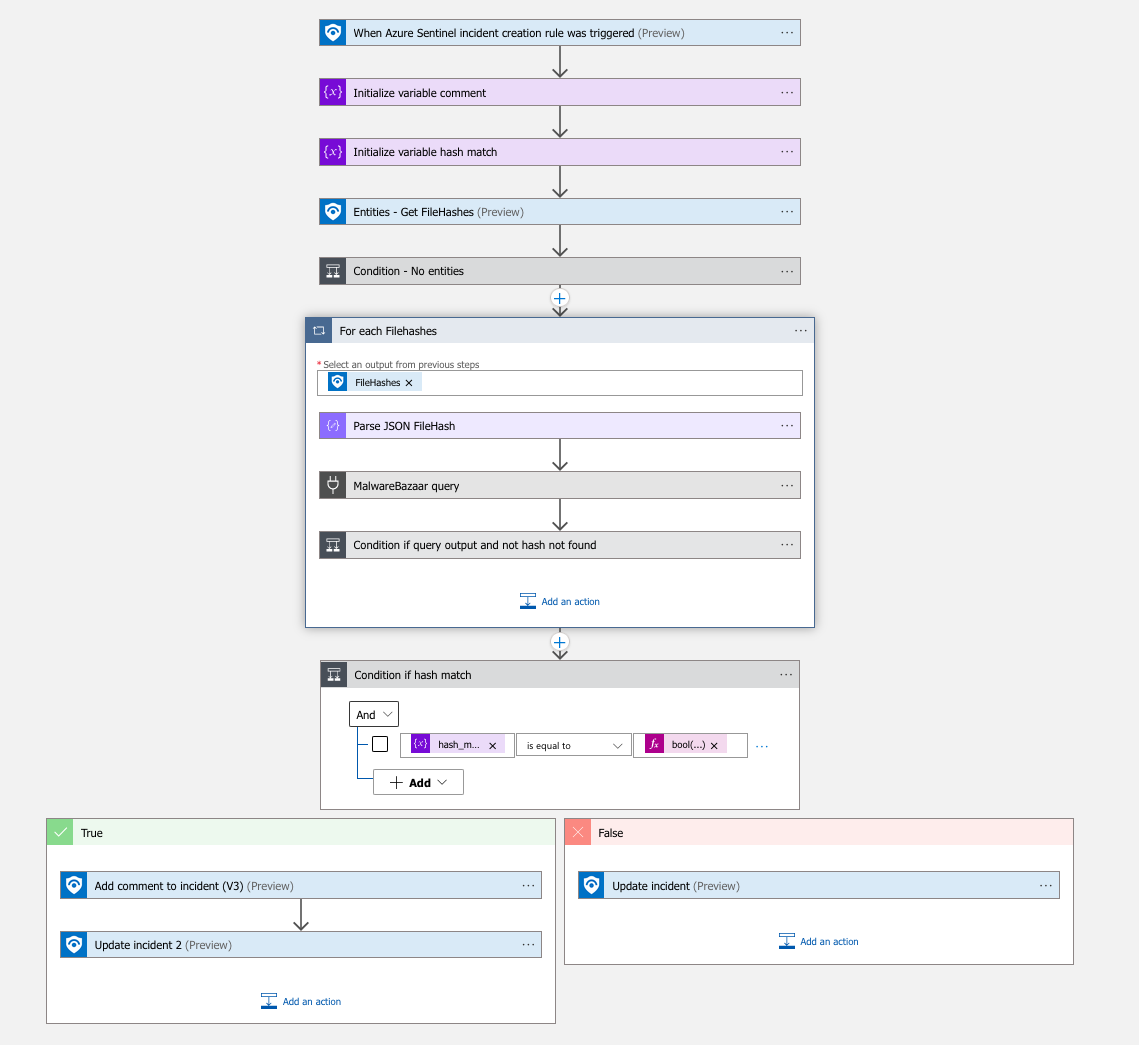 When Azure Sentinel incident creation rule was triggered (Preview)
Initialize variable comment
Initialize variable hash match
Entities - Get FileHashes (Preview)
Condition - No entities
For each Filehashes
* Select an output from previous steps
FileHashes
Parse JSON FileHash
MalwareBazaar query
Condition if query output and not hash not found
Add an action
Condition if hash match
And
hash_m... is equal to bool(...)
Add
True
Add comment to incident (V3) (Preview)
Update incident 2 (Preview)
Add an action
False
Update incident (Preview)
Add an action